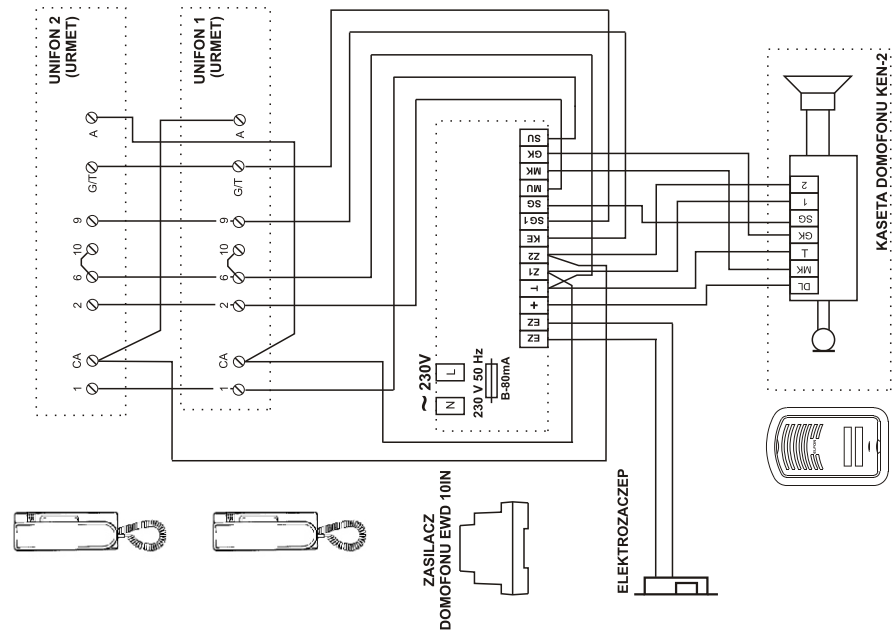 UNIFON 2
(URMET)
A
G/T
9
10
6
2
CA
1
UNIFON 1
(URMET)
A
G/T
9
10
6
2
CA
1
~ 230V
N
L
230 V 50 Hz
B-80mA
SU
GK
MK
MU
SG
SG1
KE
Z2
Z1
⊥
+
EZ
EZ
KASETA DOMOFONU KEN-2
2
1
SG
GK
⊥
MK
DL
ZASILACZ
DOMOFONU EWD 10IN
ELEKTROZACZEP